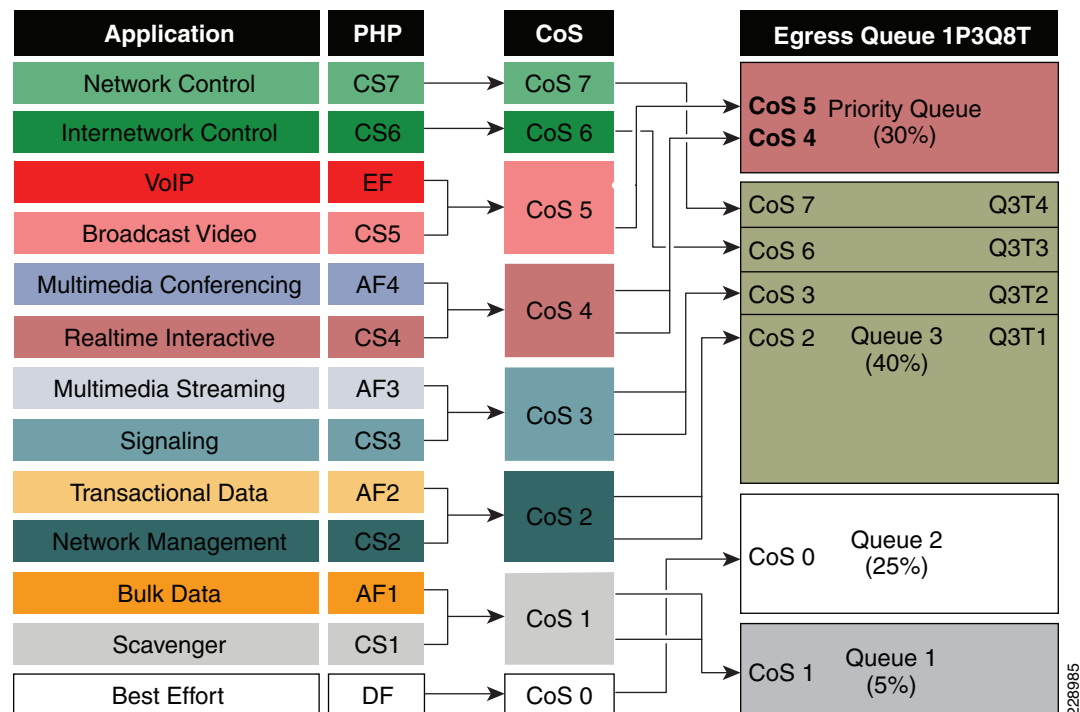 Application PHP CoS Egress Queue 1P3Q8T
Network Control CS7 CoS 7
Internetwork Control CS6 CoS 6
VoIP EF
Broadcast Video CS5
CoS 5
Multimedia Conferencing AF4
Realtime Interactive CS4
CoS 4
Multimedia Streaming AF3
Signaling CS3
CoS 3
Transactional Data AF2
Network Management CS2
CoS 2
Bulk Data AF1
Scavenger CS1
CoS 1
Best Effort DF CoS 0
CoS 5 Priority Queue
CoS 4 (30%)
CoS 7 Q3T4
CoS 6 Q3T3
CoS 3 Q3T2
CoS 2 Queue 3 Q3T1
(40%)
CoS 0 Queue 2
(25%)
CoS 1 Queue 1
(5%)
228985